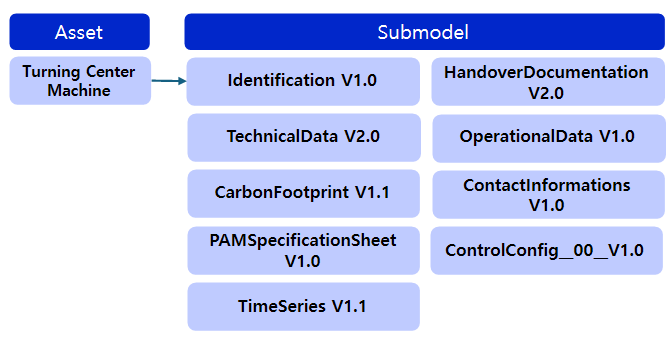 Asset
Submodel
Turning Center
Machine
Identification V1.0
HandoverDocumentation
V2.0
TechnicalData V2.0
OperationalData V1.0
CarbonFootprint V1.1
ContactInformations
V1.0
PAMSpecificationSheet
V1.0
ControlConfig__00__V1.0
TimeSeries V1.1